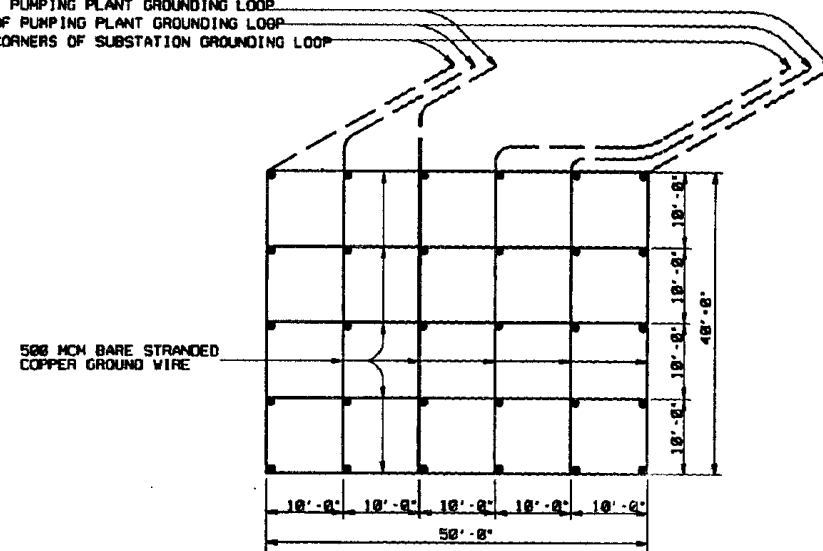 PUMPING PLANT GROUNDING LOOP
OF PUMPING PLANT GROUNDING LOOP
CORNERS OF SUBSTATION GROUNDING LOOP
10'-0"
10'-0"
40'-0"
500 MCM BARE STRANDED
COPPER GROUND WIRE
10'-0"
10'-0"
10'-0" 10'-0" 10'-0" 10'-0" 10'-0"
50'-0"